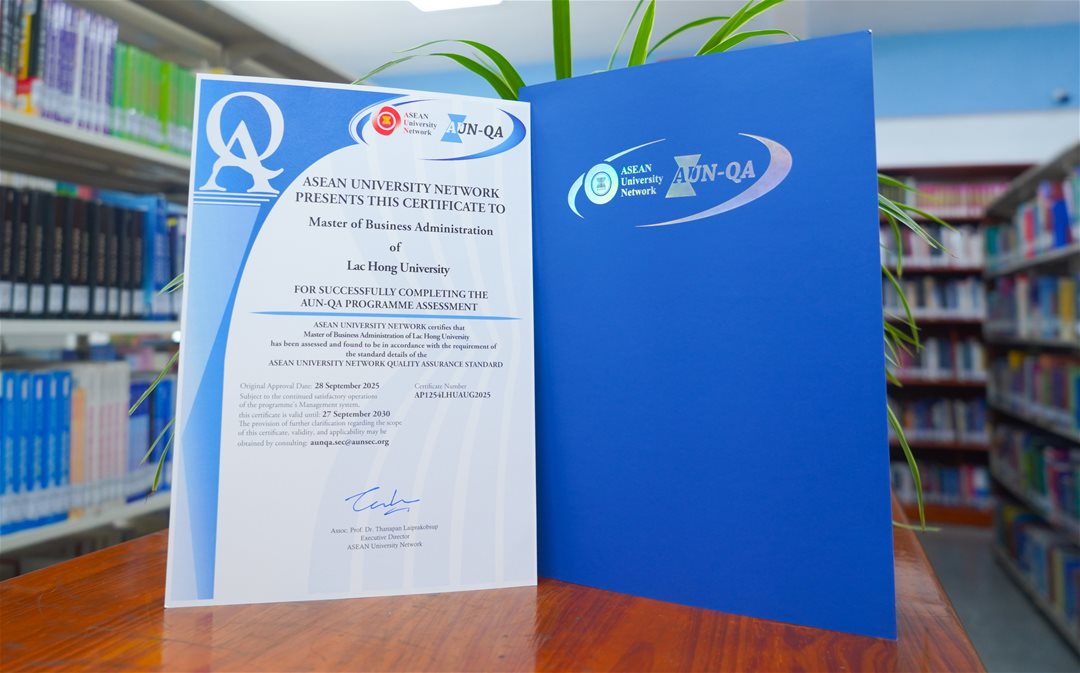 QA
ASEAN
University
Network
AUN-QA
ASEAN UNIVERSITY NETWORK
PRESENTS THIS CERTIFICATE TO
Master of Business Administration
of
Lac Hong University
FOR SUCCESSFULLY COMPLETING THE
AUN-QA PROGRAMME ASSESSMENT
ASEAN UNIVERSITY NETWORK certifies that
Master of Business Administration of Lac Hong University
has been assessed and found to be in accordance with the requirement of
the standard details of the
ASEAN UNIVERSITY NETWORK QUALITY ASSURANCE STANDARD
Original Approval Date: 28 September 2025
Subject to the continued satisfactory operations
of the programme's Management system,
this certificate is valid until: 27 September 2030
The provision of further clarification regarding the scope
of this certificate, validity, and applicability may be
obtained by consulting: aunqa.sec@aunsec.org
Certificate Number
AP1254LHUAUG2025
Assoc. Prof. Dr. Thanapan Laiprakobsup
Executive Director
ASEAN University Network
ASEAN
University
Network
AUN-QA